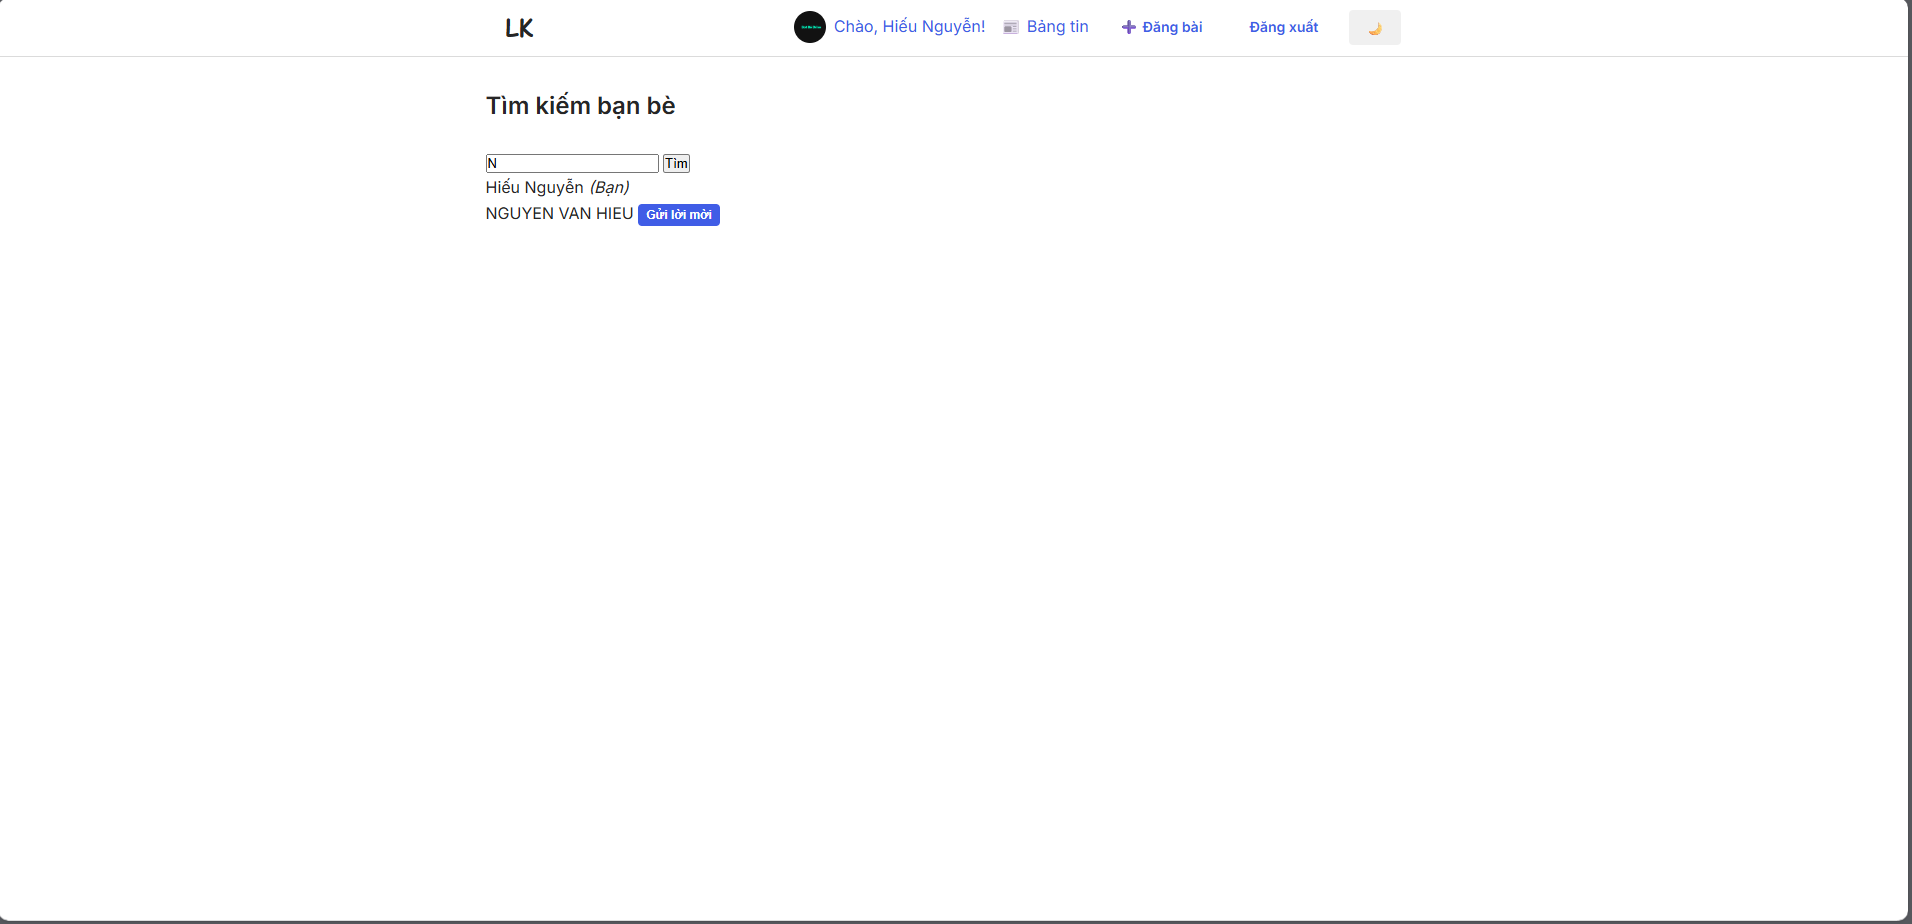 LK
Chào, Hiếu Nguyễn! Bảng tin Đăng bài Đăng xuất
Tìm kiếm bạn bè
N Tìm
Hiếu Nguyễn (Bạn)
NGUYEN VAN HIEU Gửi lời mời